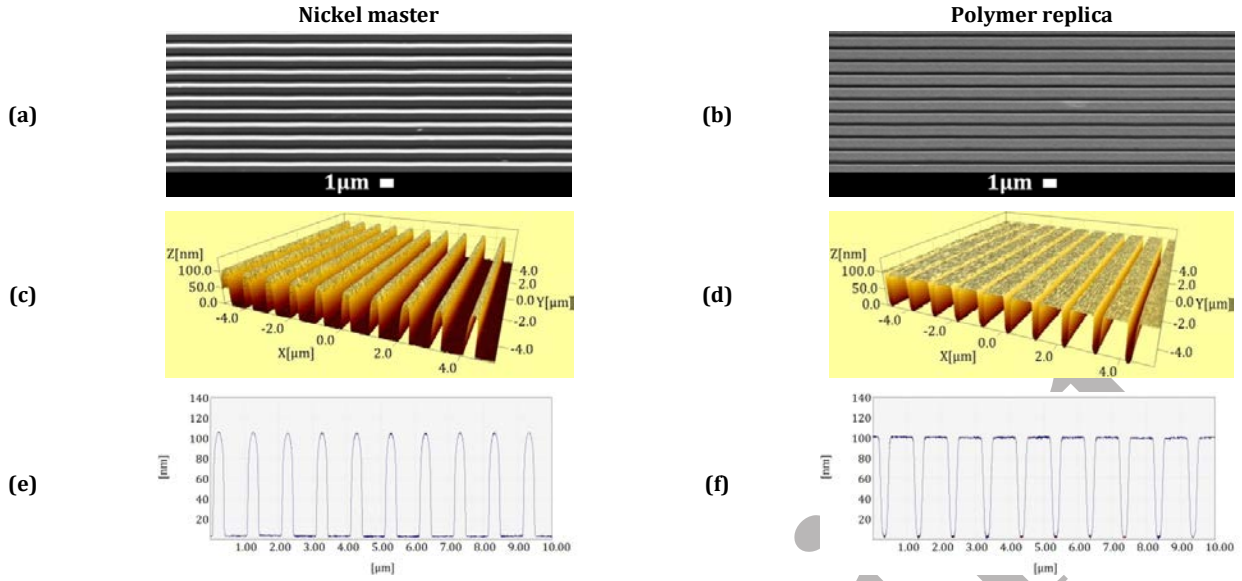 Nickel master
Polymer replica
(a)
1µm
(b)
1µm
(c)
Z[nm]
100.0
50.0
0.0
-4.0
-2.0
0.0
2.0
4.0
X[µm]
4.0
2.0
0.0
-2.0
-4.0
Y[µm]
(d)
Z[nm]
100.0
50.0
0.0
-4.0
-2.0
0.0
2.0
4.0
X[µm]
4.0
2.0
0.0
-2.0
-4.0
Y[µm]
(e)
[nm]
140
120
100
80
60
40
20
1.00 2.00 3.00 4.00 5.00 6.00 7.00 8.00 9.00 10.00
[µm]
(f)
[nm]
140
120
100
80
60
40
20
1.00 2.00 3.00 4.00 5.00 6.00 7.00 8.00 9.00 10.00
[µm]